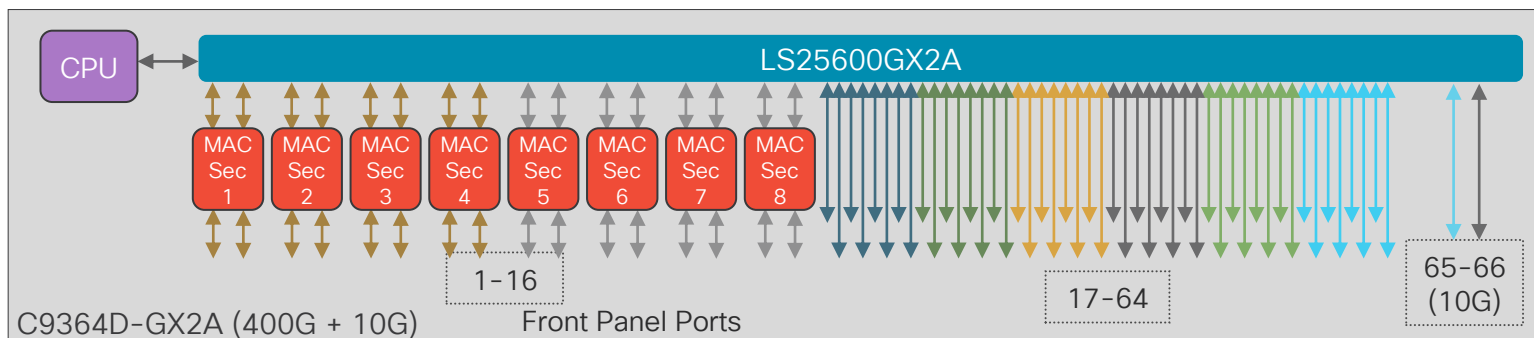 CPU
LS25600GX2A
MAC
Sec
1
MAC
Sec
2
MAC
Sec
3
MAC
Sec
4
MAC
Sec
5
MAC
Sec
6
MAC
Sec
7
MAC
Sec
8
1-16
17-64
65-66
(10G)
C9364D-GX2A (400G + 10G)
Front Panel Ports